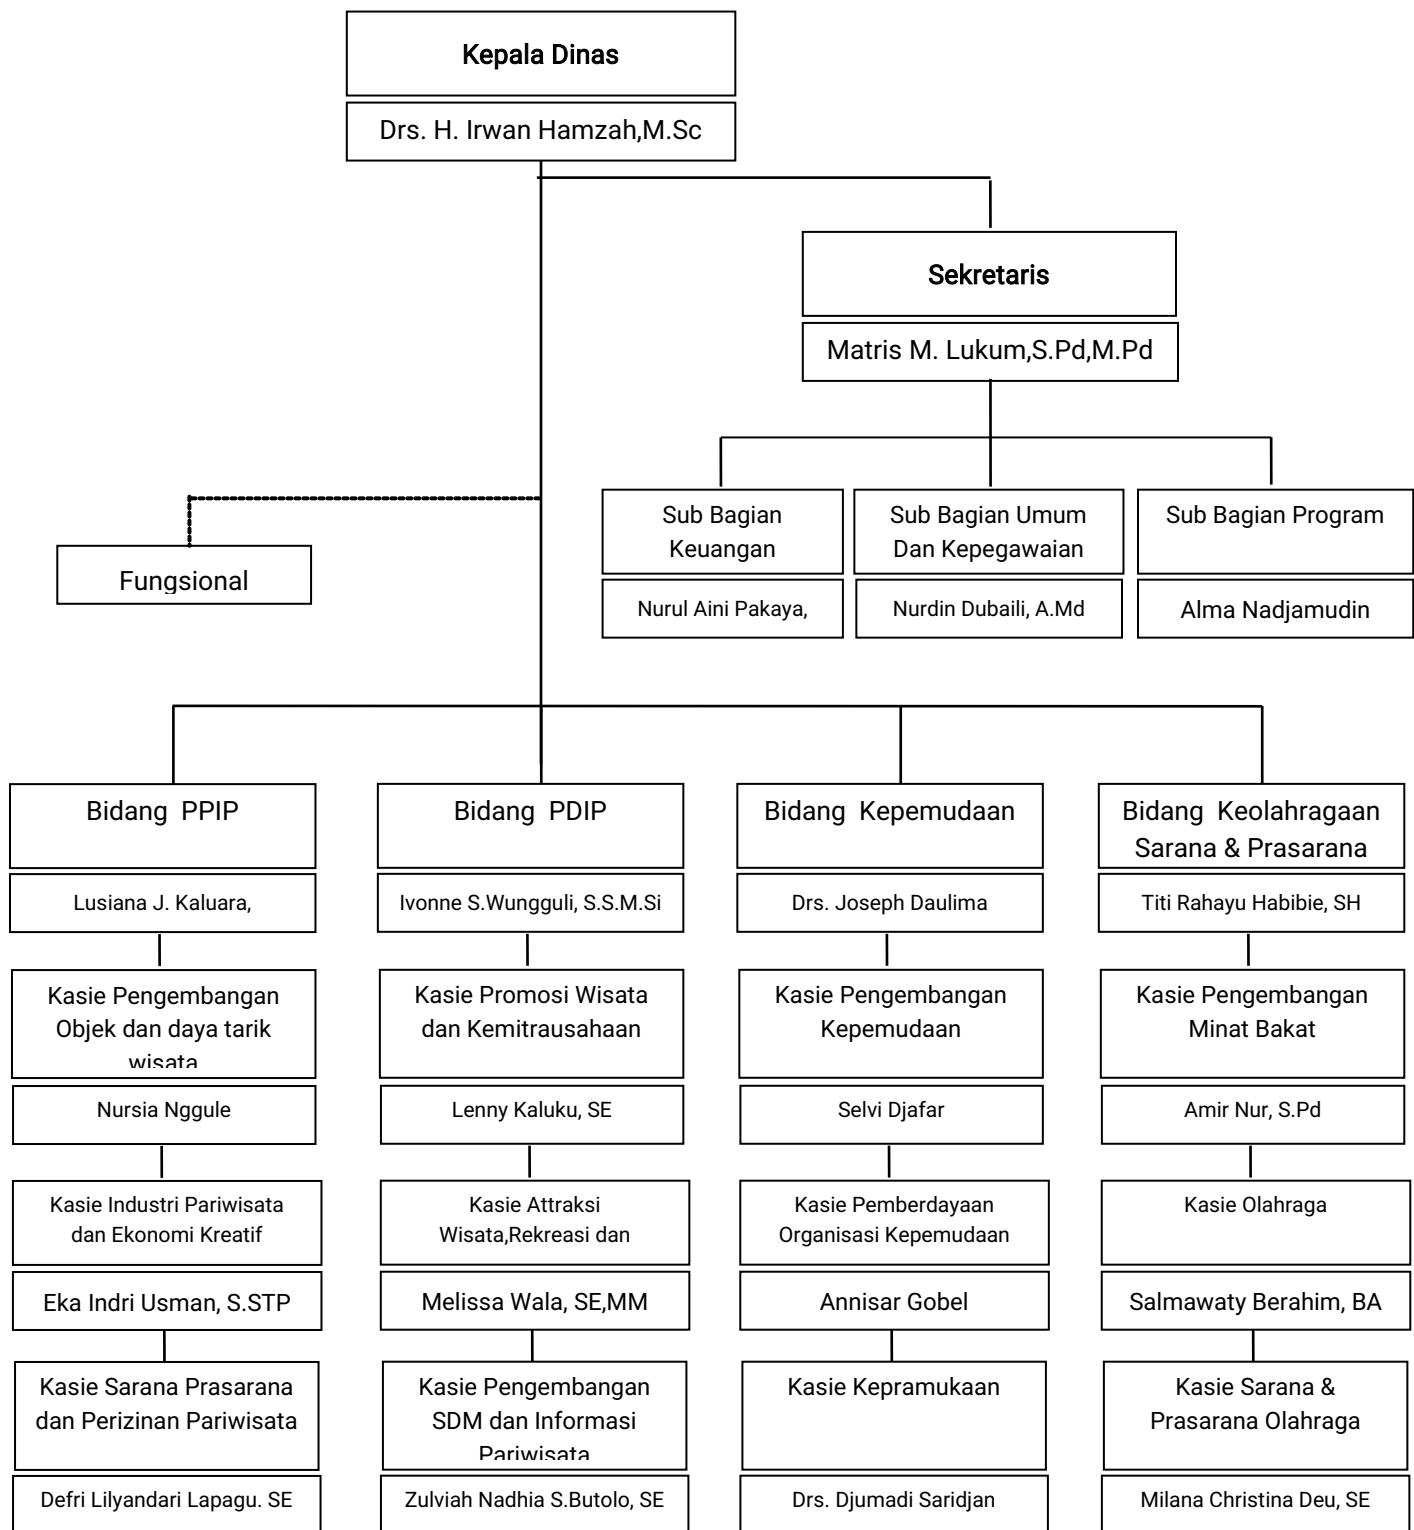 Kepala Dinas
Drs. H. Irwan Hamzah,M.Sc
Sekretaris
Matris M. Lukum,S.Pd,M.Pd
Fungsional
Sub Bagian
Keuangan
Nurul Aini Pakaya,
Sub Bagian Umum
Dan Kepegawaian
Nurdin Dubaili, A.Md
Sub Bagian Program
Alma Nadjamudin
Bidang PPIP
Lusiana J. Kaluara,
Kasie Pengembangan
Objek dan daya tarik
wisata
Nursia Nggule
Kasie Industri Pariwisata
dan Ekonomi Kreatif
Eka Indri Usman, S.STP
Kasie Sarana Prasarana
dan Perizinan Pariwisata
Defri Lilyandari Lapagu. SE
Bidang PDIP
Ivonne S.Wungguli, S.S.M.Si
Kasie Promosi Wisata
dan Kemitrausahaan
Lenny Kaluku, SE
Kasie Attraksi
Wisata,Rekreasi dan
Melissa Wala, SE,MM
Kasie Pengembangan
SDM dan Informasi
Pariwisata
Zulviah Nadhia S.Butolo, SE
Bidang Kepemudaan
Drs. Joseph Daulima
Kasie Pengembangan
Kepemudaan
Selvi Djafar
Kasie Pemberdayaan
Organisasi Kepemudaan
Annisar Gobel
Kasie Kepramukaan
Drs. Djumadi Saridjan
Bidang Keolahragaan
Sarana & Prasarana
Titi Rahayu Habibie, SH
Kasie Pengembangan
Minat Bakat
Amir Nur, S.Pd
Kasie Olahraga
Salmawaty Berahim, BA
Kasie Sarana &
Prasarana Olahraga
Milana Christina Deu, SE